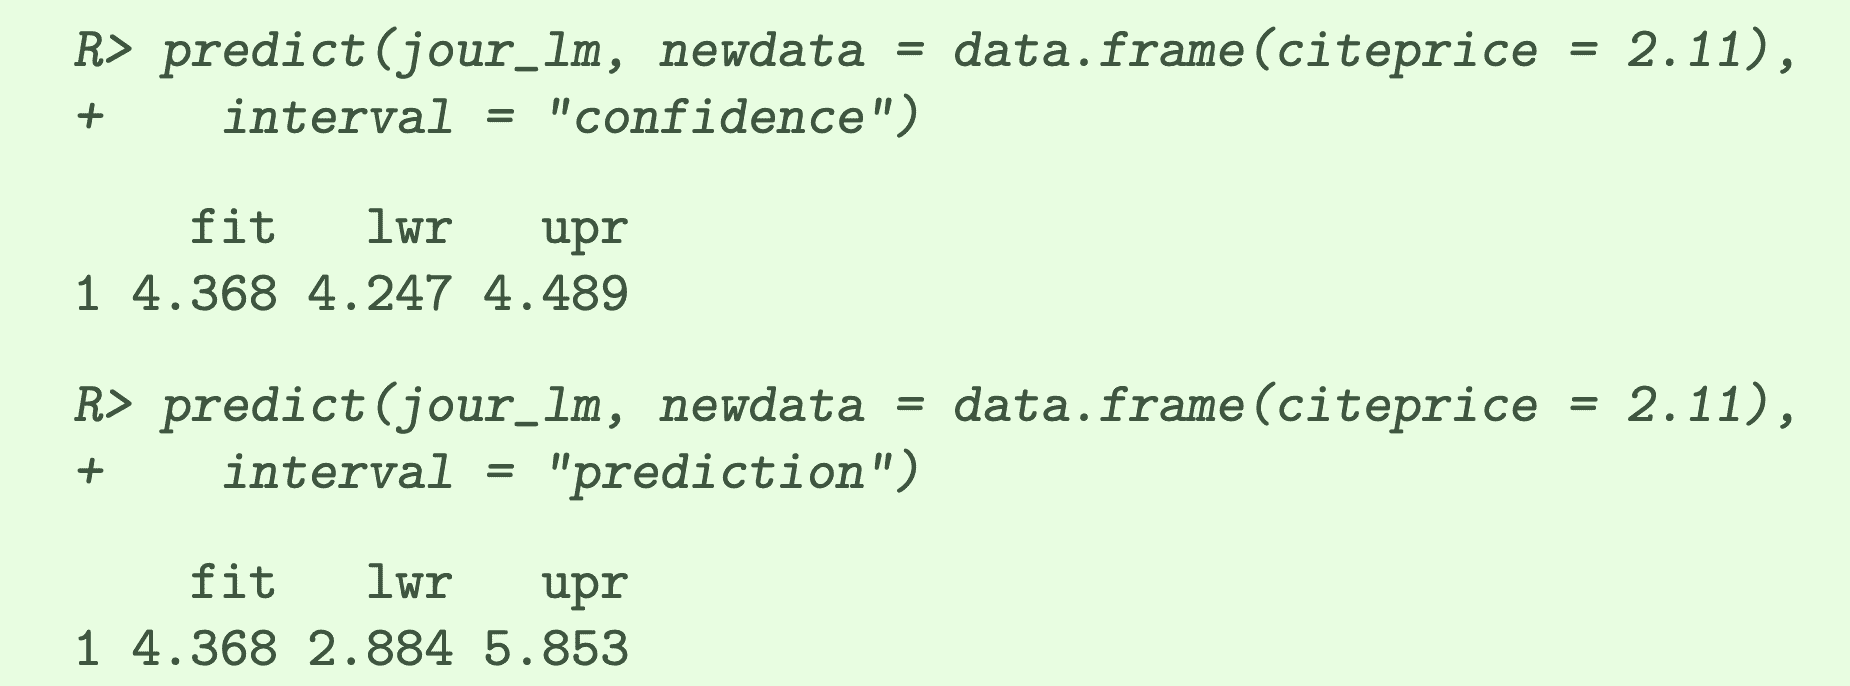 R> predict(jour_lm, newdata = data.frame(citeprice = 2.11),
+    interval = "confidence")
    fit   lwr   upr
1 4.368 4.247 4.489
R> predict(jour_lm, newdata = data.frame(citeprice = 2.11),
+    interval = "prediction")
    fit   lwr   upr
1 4.368 2.884 5.853